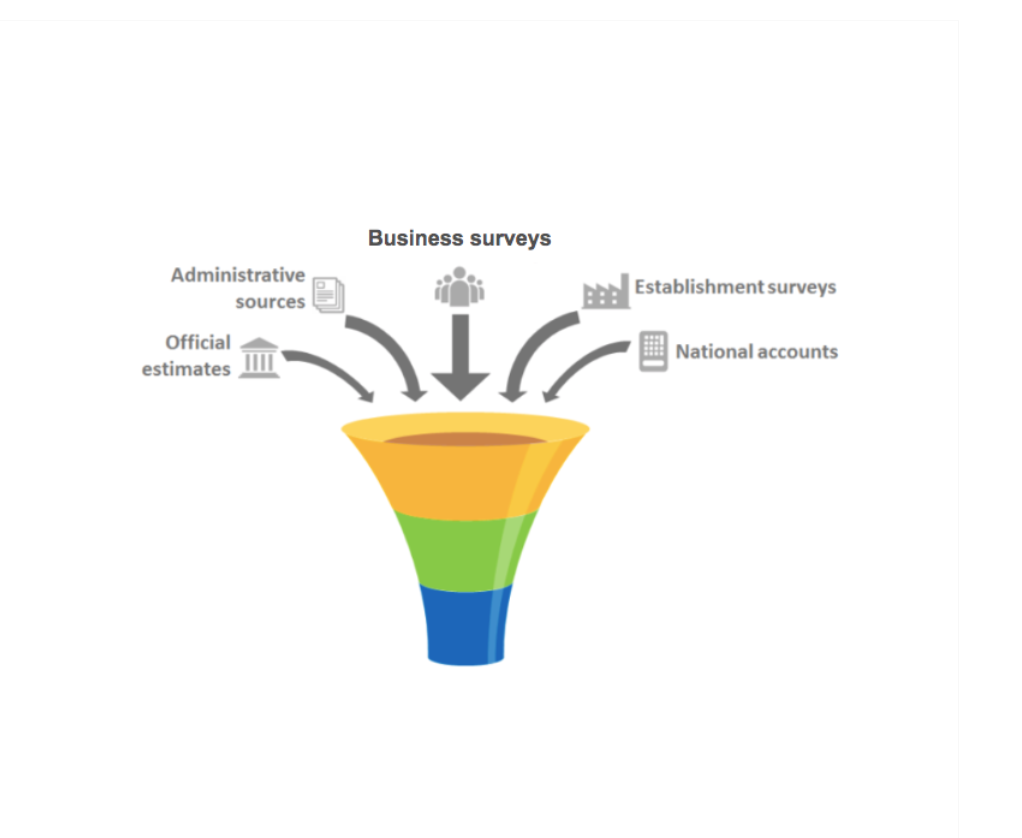 Business surveys
Administrative
sources
Establishment surveys
Official
estimates
National accounts